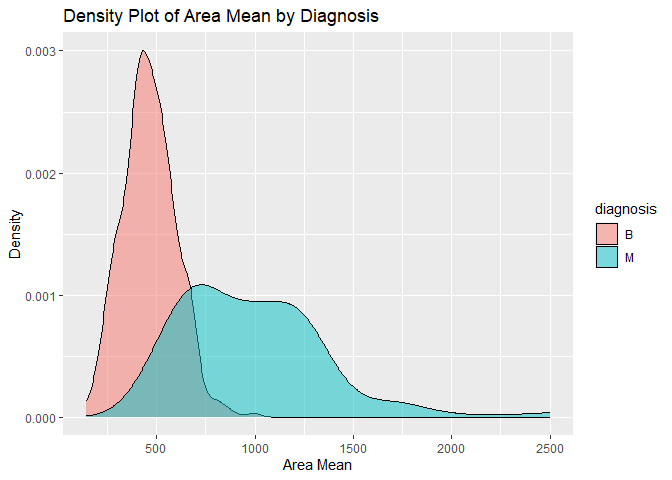 Density Plot of Area Mean by Diagnosis
0.003
0.002
0.001
0.000
Density
500
1000
1500
2000
2500
Area Mean
diagnosis
B
M